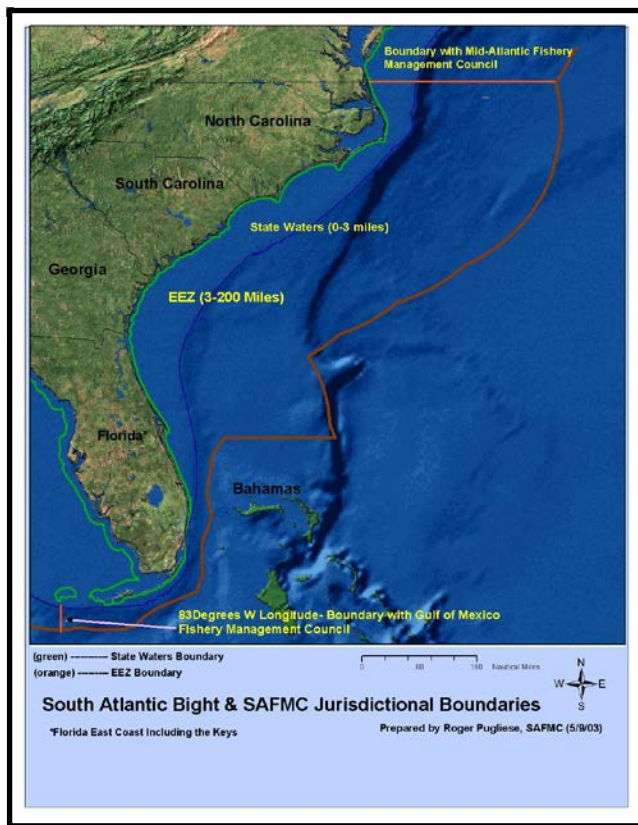 Boundary with Mid-Atlantic Fishery
Management Council
North Carolina
South Carolina
State Waters (0-3 miles)
Georgia
EEZ (3-200 Miles)
Florida*
Bahamas
83Degrees W Longitude- Boundary with Gulf of Mexico
Fishery Management Council
(green) ---------- State Waters Boundary
(orange) --------- EEZ Boundary
0 80 160 Nautical Miles
N
W E
S
South Atlantic Bight & SAFMC Jurisdictional Boundaries
*Florida East Coast Including the Keys
Prepared by Roger Pugliese, SAFMC (5/9/03)